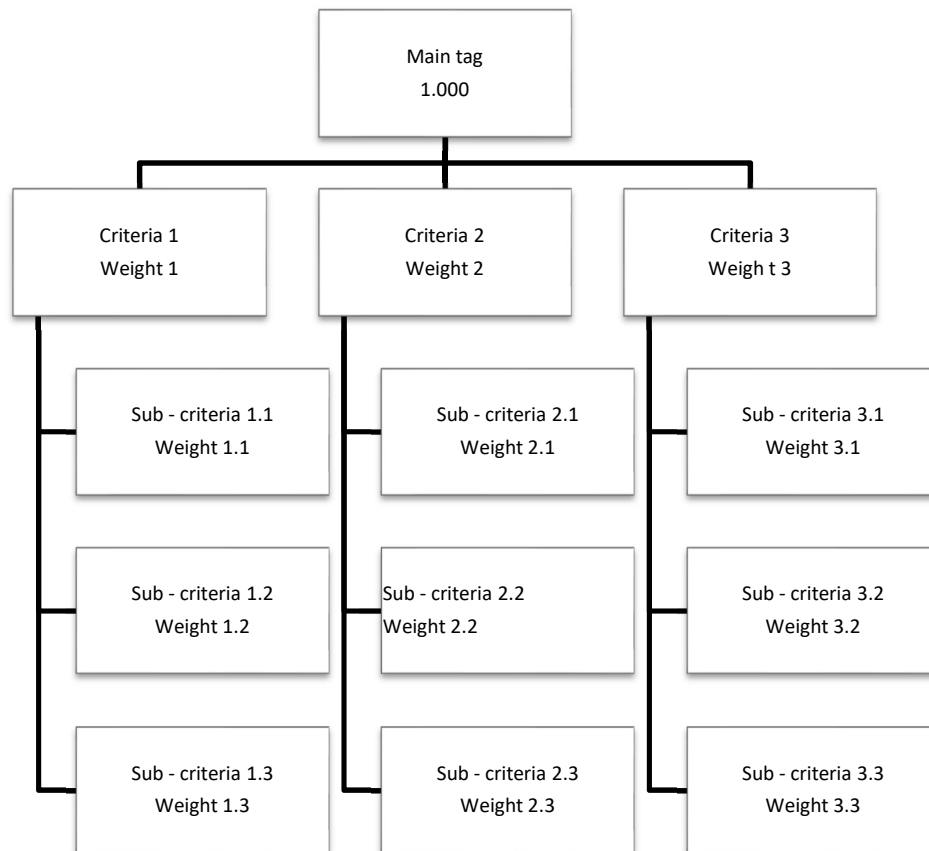 Main tag
1.000
Criteria 1
Weight 1
Criteria 2
Weight 2
Criteria 3
Weigh t 3
Sub - criteria 1.1
Weight 1.1
Sub - criteria 2.1
Weight 2.1
Sub - criteria 3.1
Weight 3.1
Sub - criteria 1.2
Weight 1.2
Sub - criteria 2.2
Weight 2.2
Sub - criteria 3.2
Weight 3.2
Sub - criteria 1.3
Weight 1.3
Sub - criteria 2.3
Weight 2.3
Sub - criteria 3.3
Weight 3.3